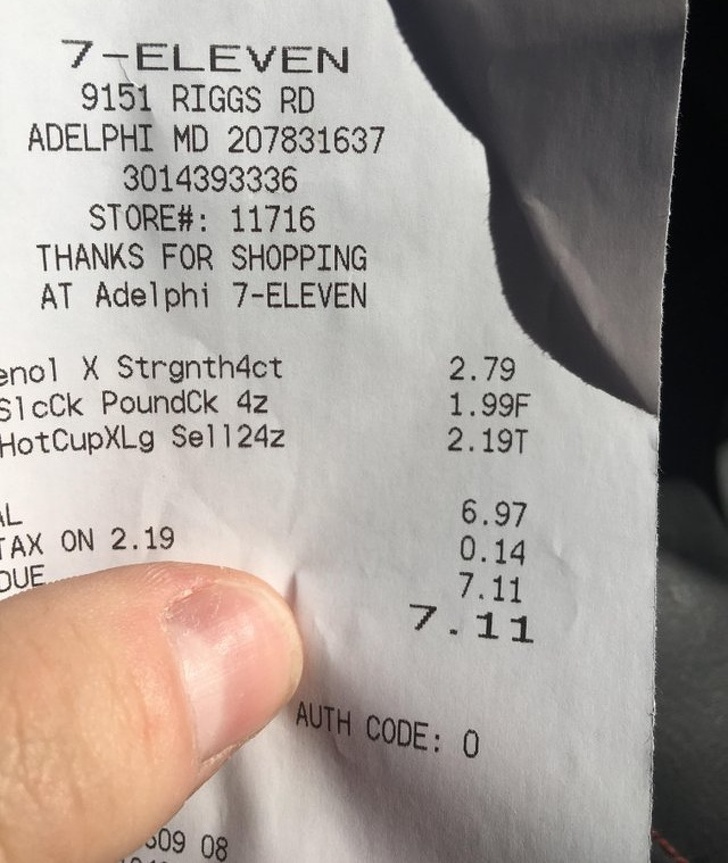 7-ELEVEN
9151 RIGGS RD
ADELPHI MD 207831637
3014393336
STORE#: 11716
THANKS FOR SHOPPING
AT Adelphi 7-ELEVEN
enol X Strgnth4ct 2.79
SlcCk PoundCk 4z 1.99F
HotCupXLg Sell24z 2.19T
AL 6.97
TAX ON 2.19 0.14
DUE 7.11
7.11
AUTH CODE: 0
609 08